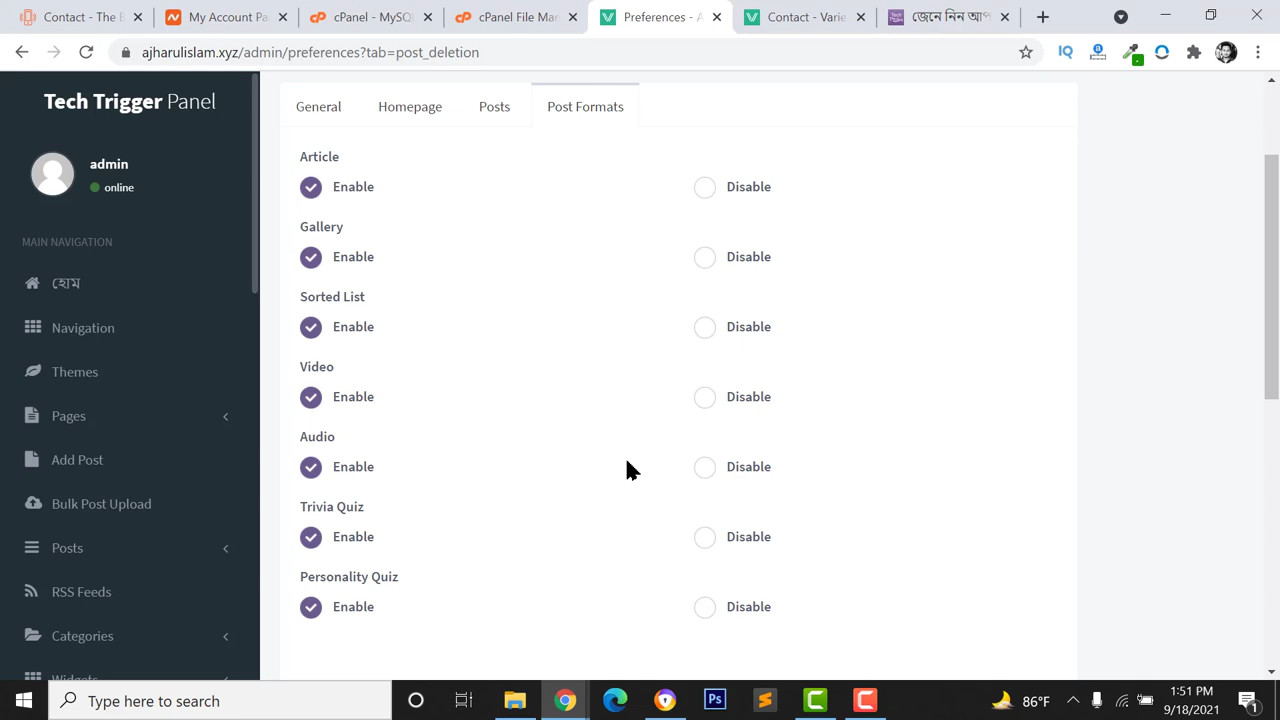 Contact - The B
My Account Pa
cPanel - MySQ
cPanel File Mar
Preferences - A
Contact - Varie
জেনে নিন আপ
ajharulislam.xyz/admin/preferences?tab=post_deletion
Tech Trigger Panel
admin
online
MAIN NAVIGATION
হোম
Navigation
Themes
Pages
Add Post
Bulk Post Upload
Posts
RSS Feeds
Categories
Widgets
General
Homepage
Posts
Post Formats
Article
Enable
Disable
Gallery
Enable
Disable
Sorted List
Enable
Disable
Video
Enable
Disable
Audio
Enable
Disable
Trivia Quiz
Enable
Disable
Personality Quiz
Enable
Disable
Type here to search
86°F
1:51 PM
9/18/2021